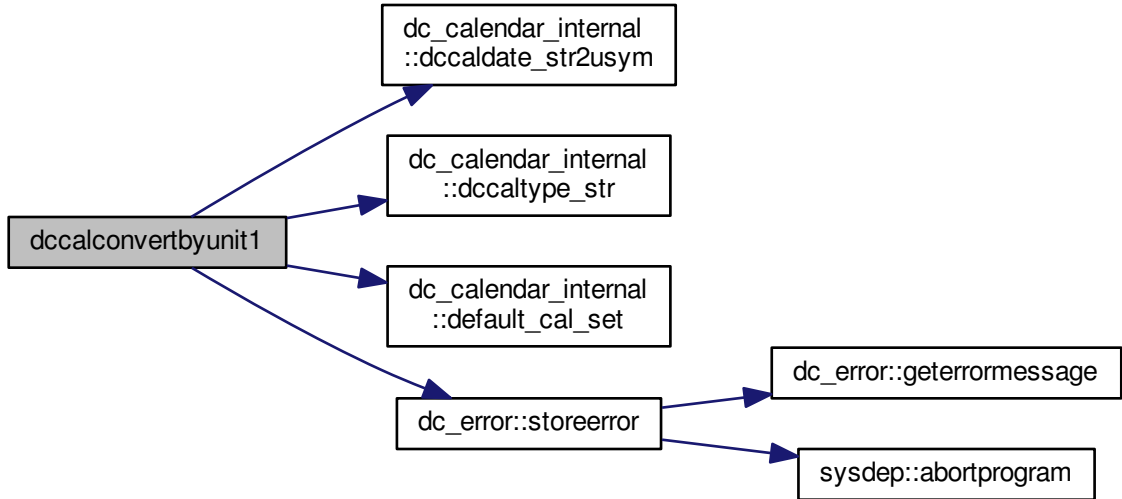 dc_calendar_internal
::dccaldate_str2usym
dc_calendar_internal
::dccaltype_str
dccalconvertbyunit1
dc_calendar_internal
::default_cal_set
dc_error::geterrormessage
dc_error::storeerror
sysdep::abortprogram